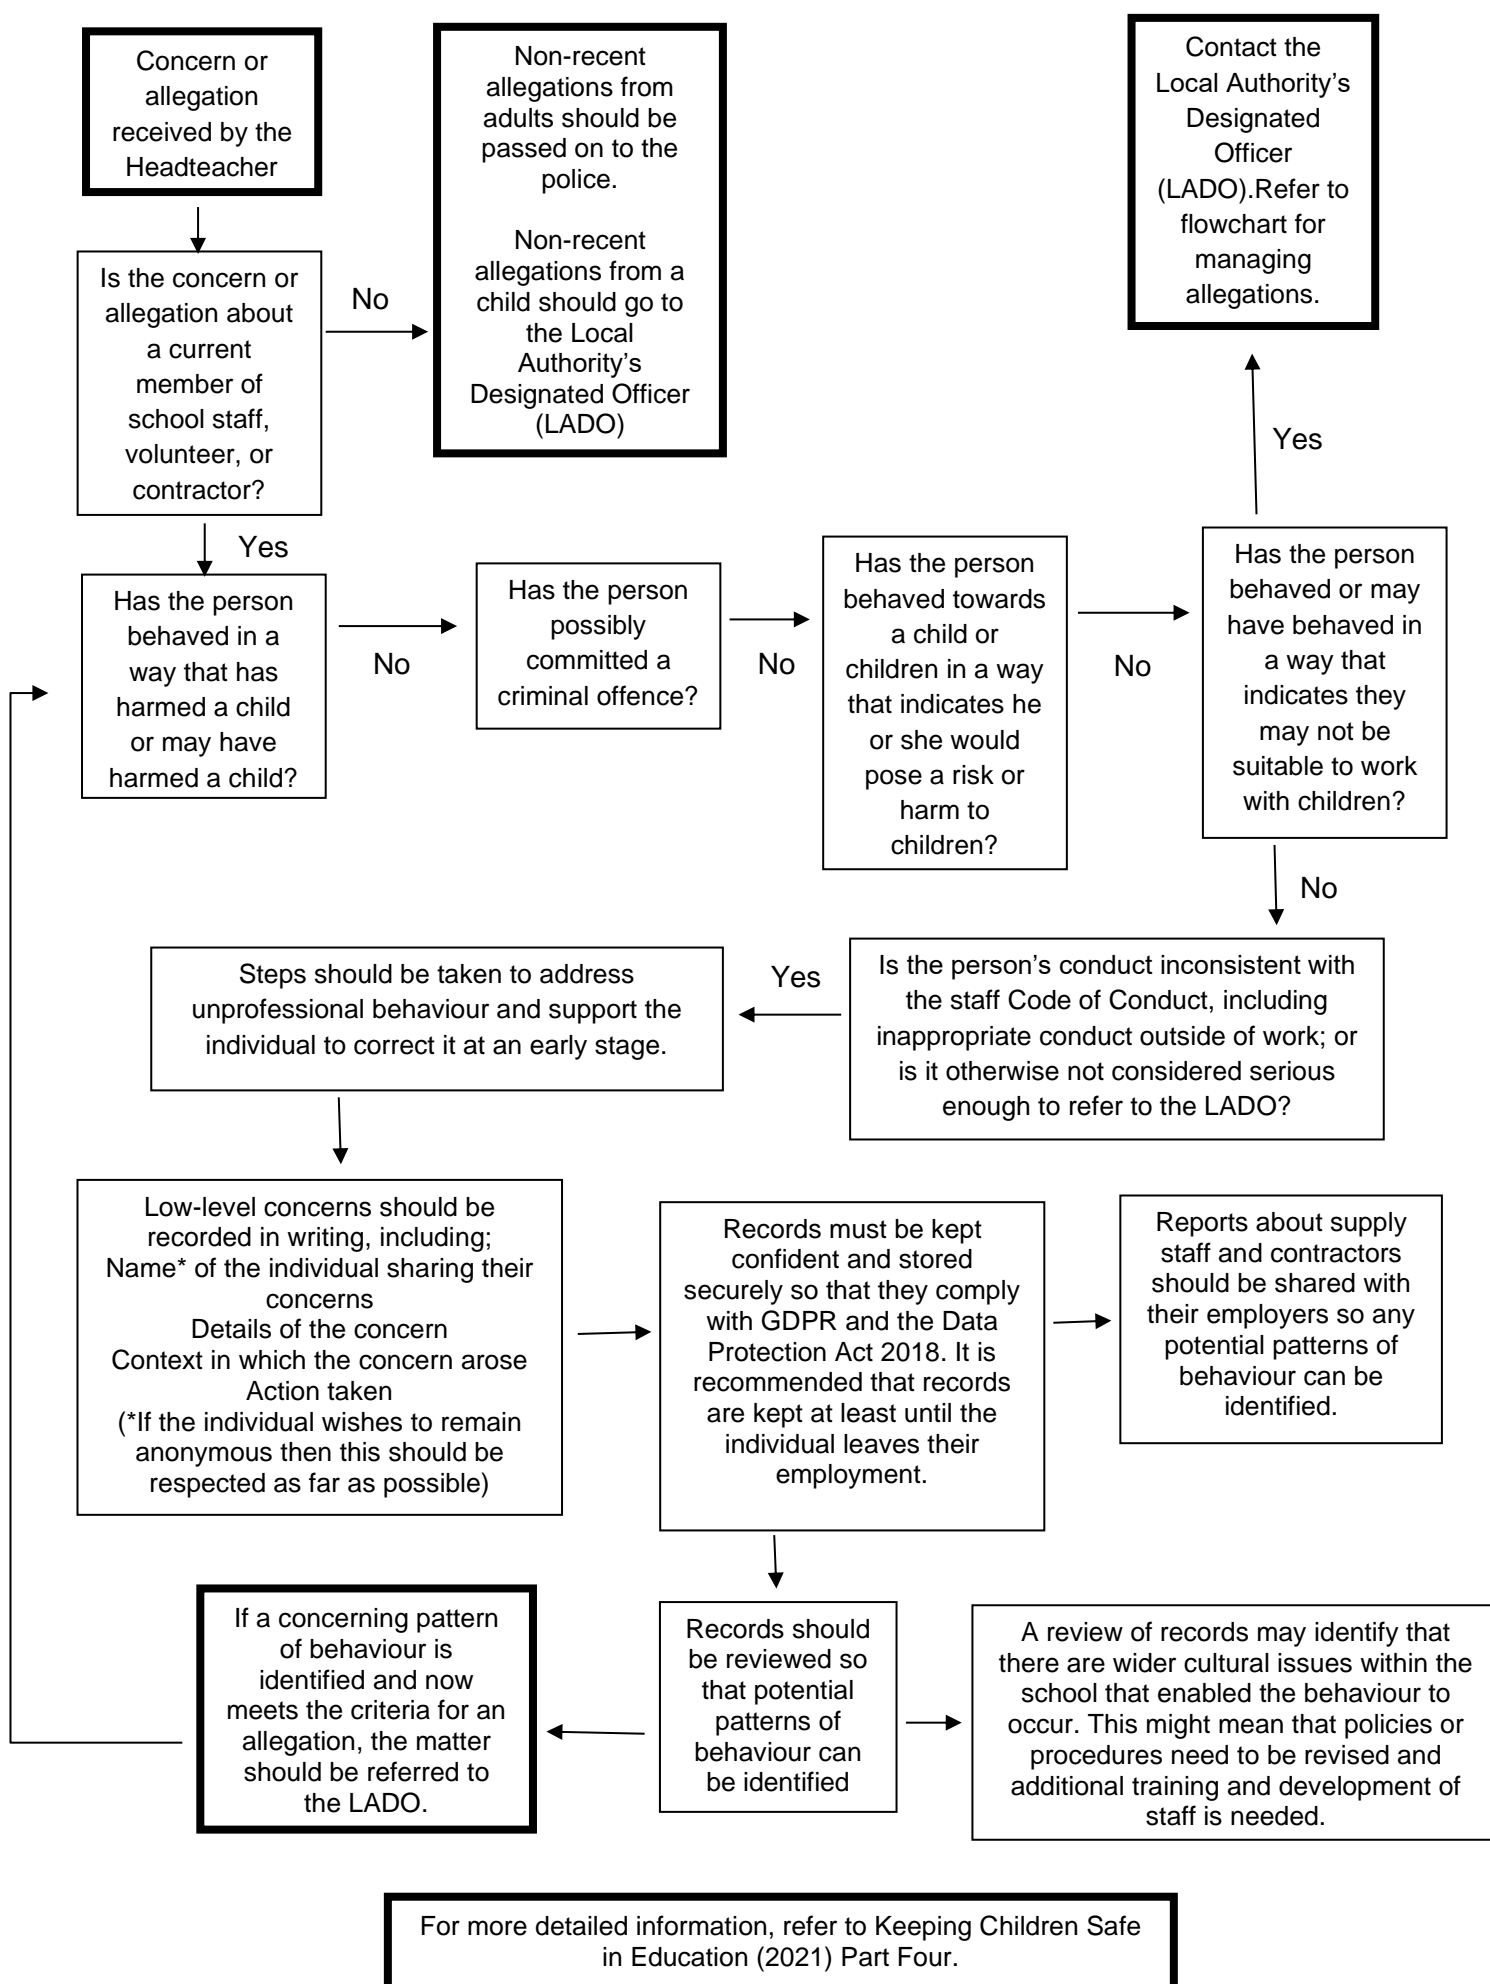 Concern or
allegation
received by the
Headteacher
Non-recent
allegations from
adults should be
passed on to the
police.
Non-recent
allegations from a
child should go to
the Local
Authority’s
Designated Officer
(LADO)
Contact the
Local Authority’s
Designated
Officer
(LADO).Refer to
flowchart for
managing
allegations.
Is the concern or
allegation about
a current
member of
school staff,
volunteer, or
contractor?
No
Yes
Yes
Has the person
behaved in a
way that has
harmed a child
or may have
harmed a child?
No
Has the person
possibly
committed a
criminal offence?
No
Has the person
behaved towards
a child or
children in a way
that indicates he
or she would
pose a risk or
harm to
children?
No
Has the person
behaved or may
have behaved in
a way that
indicates they
may not be
suitable to work
with children?
No
Is the person’s conduct inconsistent with
the staff Code of Conduct, including
inappropriate conduct outside of work; or
is it otherwise not considered serious
enough to refer to the LADO?
Yes
Steps should be taken to address
unprofessional behaviour and support the
individual to correct it at an early stage.
Low-level concerns should be
recorded in writing, including;
Name* of the individual sharing their
concerns
Details of the concern
Context in which the concern arose
Action taken
(*If the individual wishes to remain
anonymous then this should be
respected as far as possible)
Records must be kept
confident and stored
securely so that they comply
with GDPR and the Data
Protection Act 2018. It is
recommended that records
are kept at least until the
individual leaves their
employment.
Reports about supply
staff and contractors
should be shared with
their employers so any
potential patterns of
behaviour can be
identified.
If a concerning pattern
of behaviour is
identified and now
meets the criteria for an
allegation, the matter
should be referred to
the LADO.
Records should
be reviewed so
that potential
patterns of
behaviour can
be identified
A review of records may identify that
there are wider cultural issues within the
school that enabled the behaviour to
occur. This might mean that policies or
procedures need to be revised and
additional training and development of
staff is needed.
For more detailed information, refer to Keeping Children Safe
in Education (2021) Part Four.